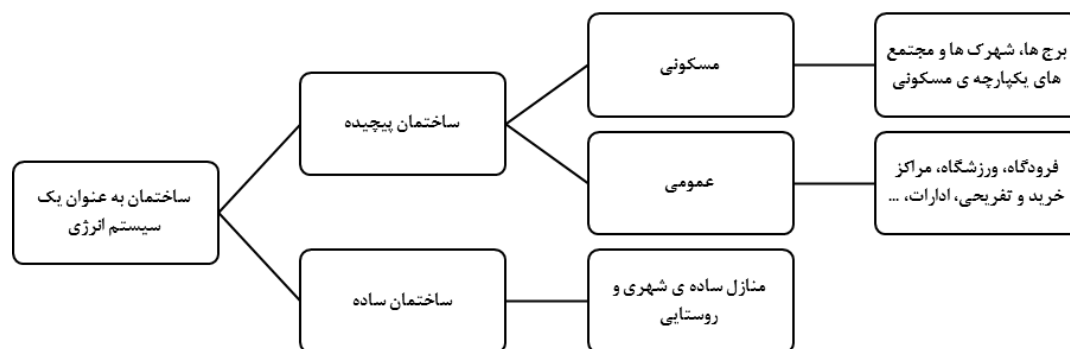 ساختمان به عنوان یک
سیستم انرژی
ساختمان پیچیده
مسکونی
برج ها، شهرک ها و مجتمع
های یکپارچه ی مسکونی
عمومی
فرودگاه، ورزشگاه، مراکز
خرید و تفریحی، ادارات، ...
ساختمان ساده
منازل ساده ی شهری و
روستایی